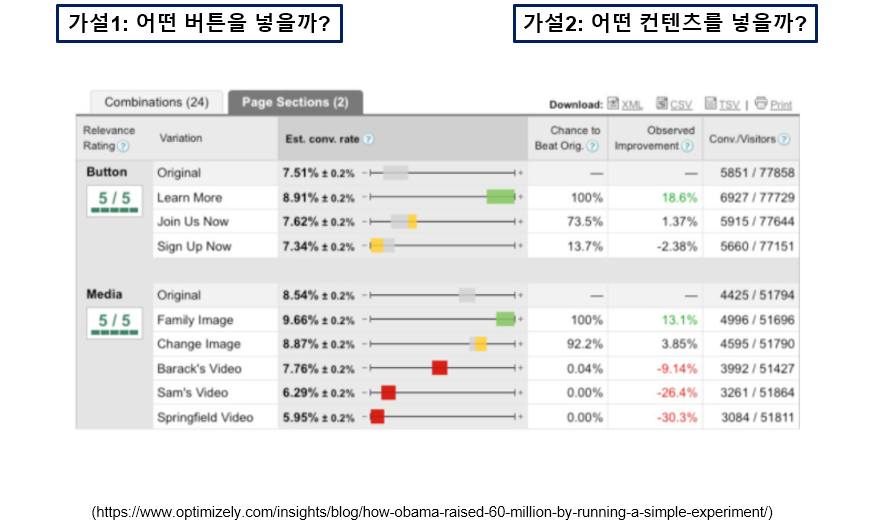 가설1: 어떤 버튼을 넣을까?
가설2: 어떤 컨텐츠를 넣을까?
Combinations (24)
Page Sections (2)
Download: XML CSV TSV | Print
Relevance Rating ? Variation Est. conv. rate ? Chance to Beat Orig. ? Observed Improvement ? Conv./Visitors ?
Button Original 7.51% ± 0.2% — — 5851 / 77858
5 / 5 Learn More 8.91% ± 0.2% 100% 18.6% 6927 / 77729
Join Us Now 7.62% ± 0.2% 73.5% 1.37% 5915 / 77644
Sign Up Now 7.34% ± 0.2% 13.7% -2.38% 5660 / 77151
Media Original 8.54% ± 0.2% — — 4425 / 51794
5 / 5 Family Image 9.66% ± 0.2% 100% 13.1% 4996 / 51696
Change Image 8.87% ± 0.2% 92.2% 3.85% 4595 / 51790
Barack's Video 7.76% ± 0.2% 0.04% -9.14% 3992 / 51427
Sam's Video 6.29% ± 0.2% 0.00% -26.4% 3261 / 51864
Springfield Video 5.95% ± 0.2% 0.00% -30.3% 3084 / 51811
(https://www.optimizely.com/insights/blog/how-obama-raised-60-million-by-running-a-simple-experiment/)